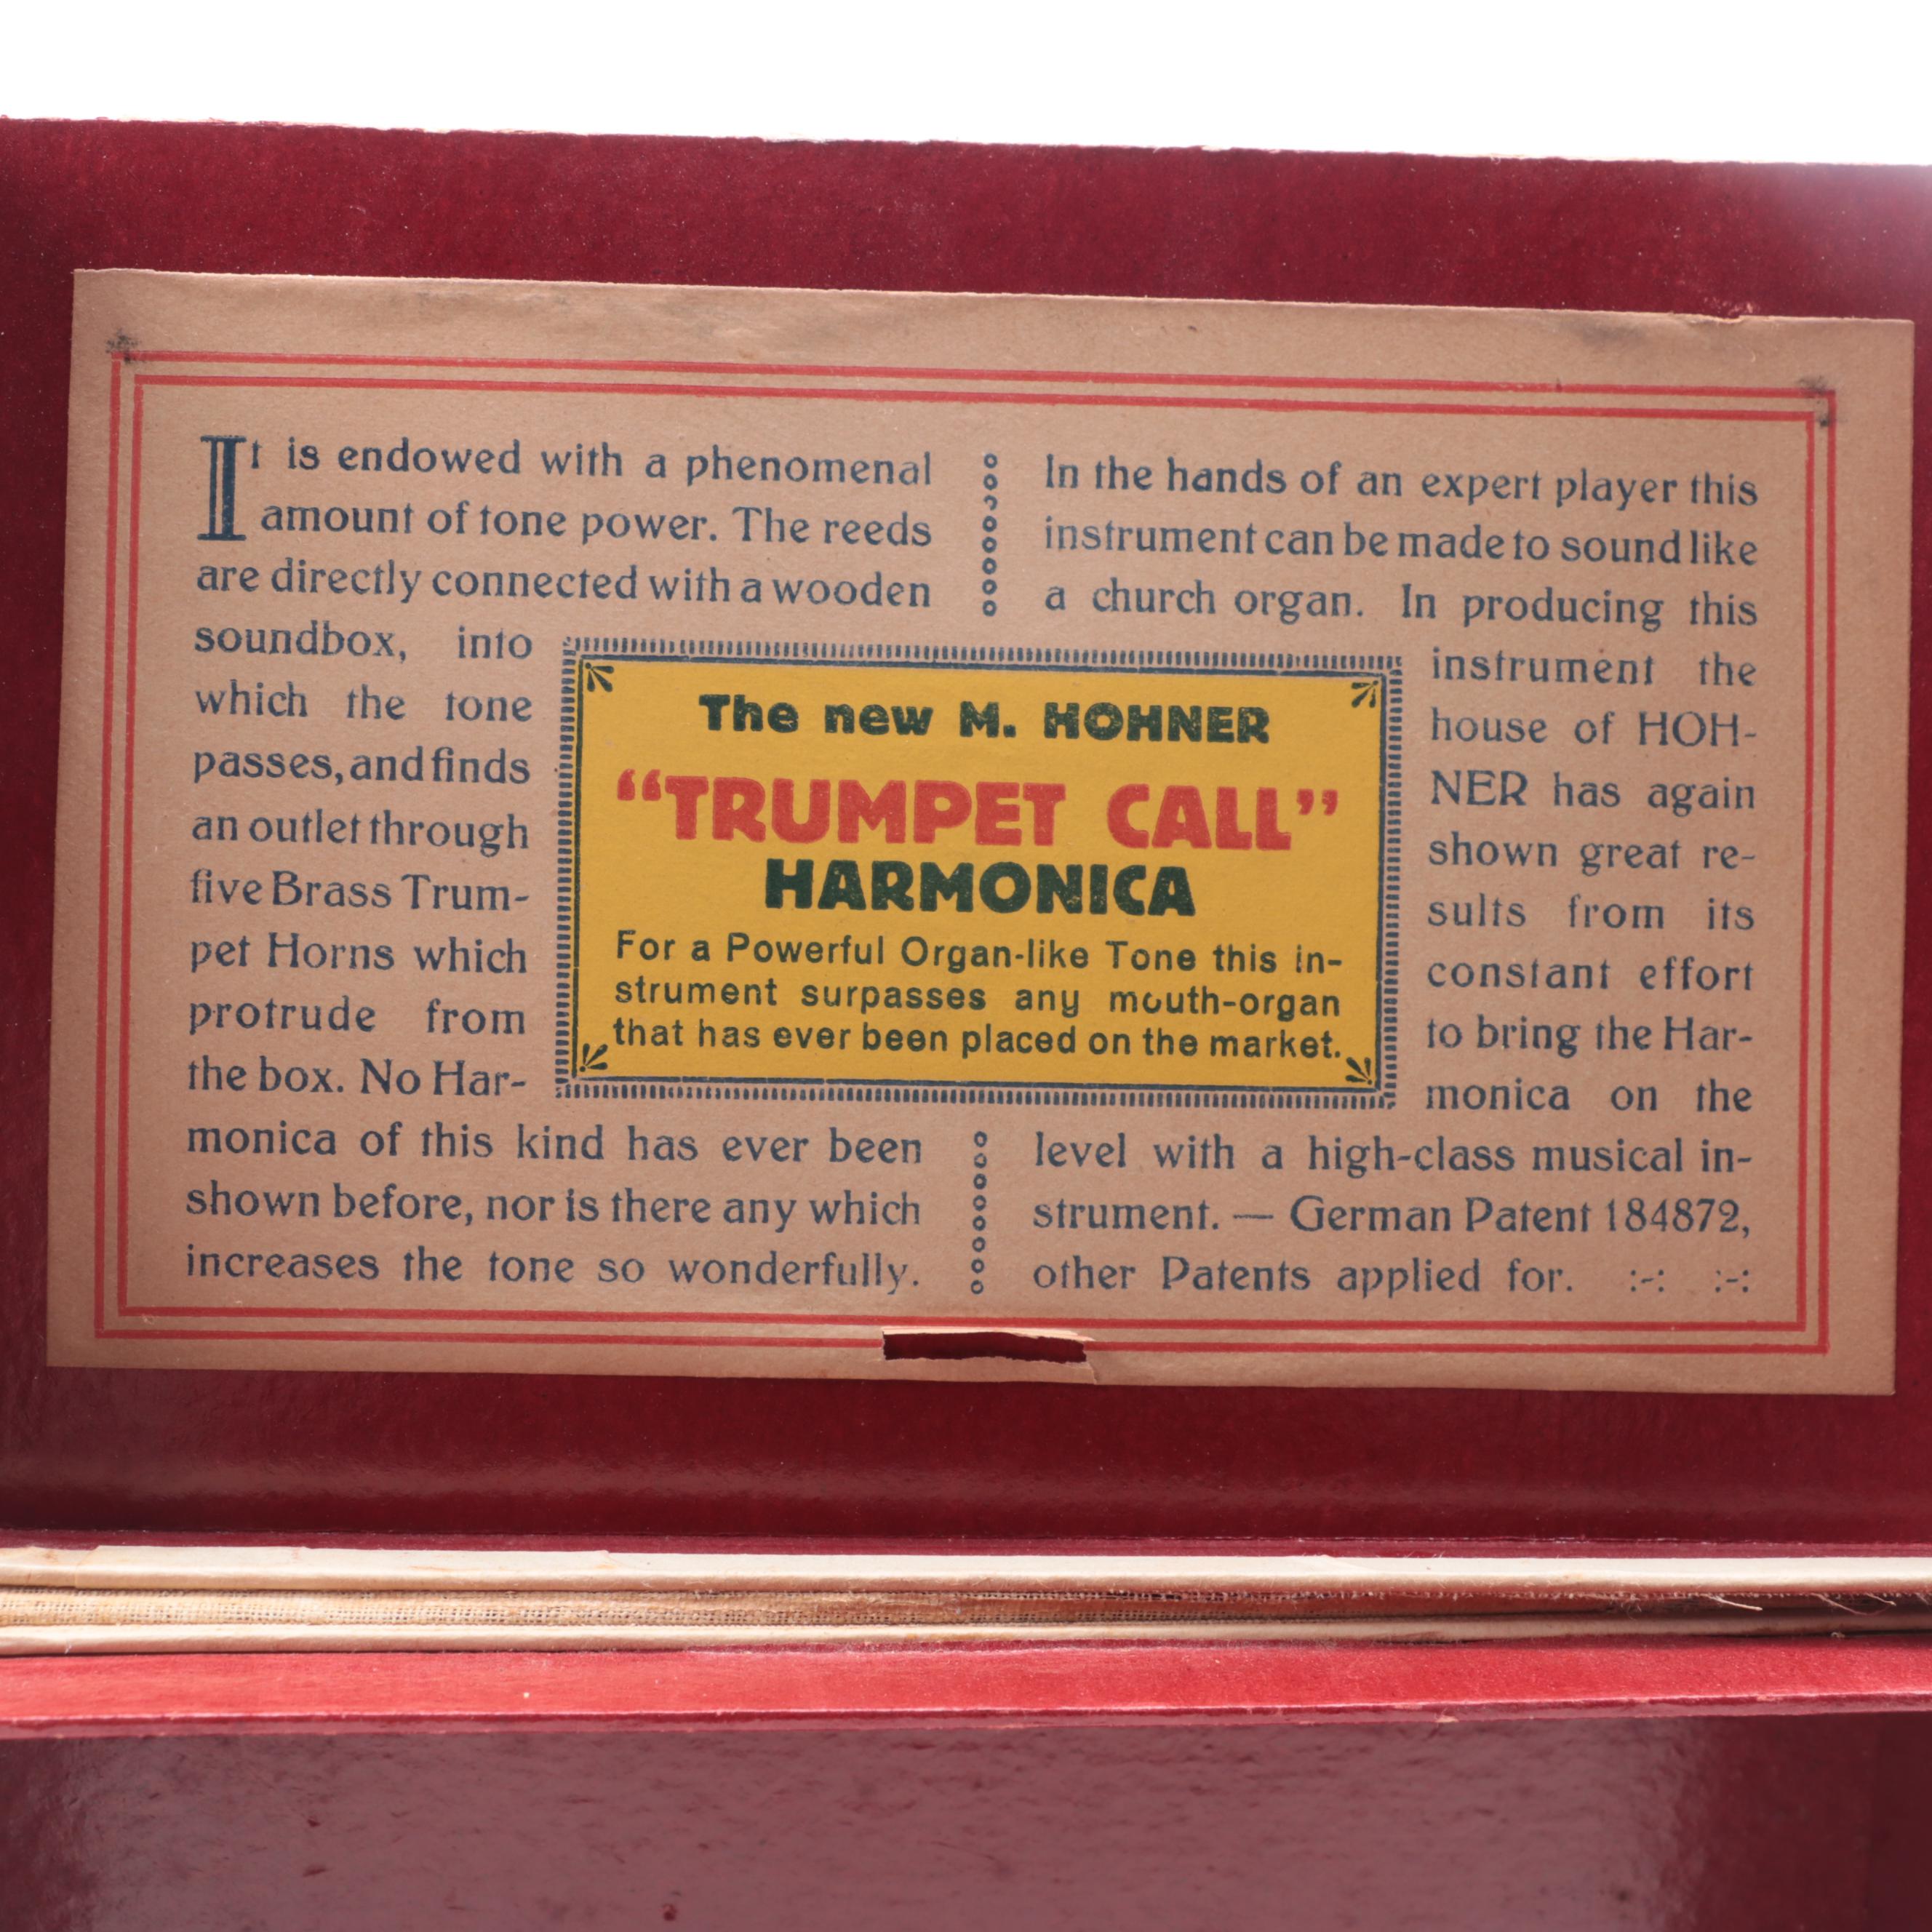 It is endowed with a phenomenal
amount of tone power. The reeds
are directly connected with a wooden
soundbox, into
which the tone
passes, and finds
an outlet through
five Brass Trum-
pet Horns which
protrude from
the box. No Har-
monica of this kind has ever been
shown before, nor is there any which
increases the tone so wonderfully.
The new M. HOHNER
"TRUMPET CALL"
HARMONICA
For a Powerful Organ-like Tone this in-
strument surpasses any mouth-organ
that has ever been placed on the market.
In the hands of an expert player this
instrument can be made to sound like
a church organ. In producing this
instrument the
house of HOH-
NER has again
shown great re-
sults from its
constant effort
to bring the Har-
monica on the
level with a high-class musical in-
strument. — German Patent 184872,
other Patents applied for. :-: :-: